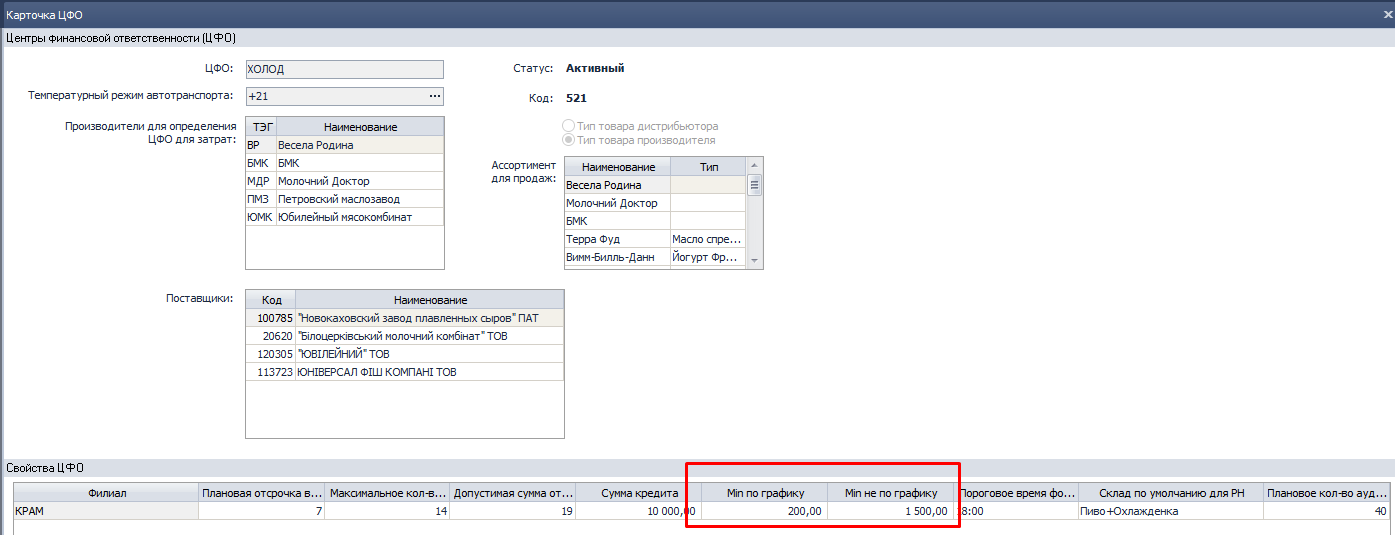 Карточка ЦФО
Центры финансовой ответственности (ЦФО)
ЦФО: ХОЛОД Статус: Активный
Температурный режим автотранспорта: +21 ... Код: 521
Производители для определения ЦФО для затрат:
ТЭГ Наименование
ВР Весела Родина
БМК БМК
МДР Молочний Доктор
ПМЗ Петровский маслозавод
ЮМК Юбилейный мясокомбинат
Тип товара дистрибьютора
Тип товара производителя
Ассортимент для продаж:
Наименование Тип
Весела Родина
Молочний Доктор
БМК
Терра Фуд Масло спре...
Вимм-Билль-Данн Йогурт Фр...
Поставщики:
Код Наименование
100785 "Новокаховский завод плавленных сыров" ПАТ
20620 "Білоцерківський молочний комбінат" ТОВ
120305 "ЮВІЛЕЙНИЙ" ТОВ
113723 ЮНІВЕРСАЛ ФІШ КОМПАНІ ТОВ
Свойства ЦФО
Филиал Плановая отсрочка в... Максимальное кол-в... Допустимая сумма от... Сумма кредита Min по графику Min не по графику Пороговое время фо... Склад по умолчанию для РН Плановое кол-во ауд...
КРАМ 7 14 19 10 000,00 200,00 1 500,00 8:00 Пиво+Охлажденка 40